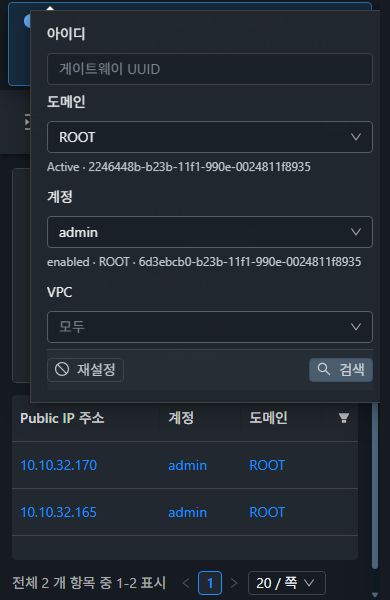 아이디
게이트웨이 UUID
도메인
ROOT
Active · 2246448b-b23b-11f1-990e-0024811f8935
계정
admin
enabled · ROOT · 6d3ebcb0-b23b-11f1-990e-0024811f8935
VPC
모두
재설정 검색
Public IP 주소 계정 도메인
10.10.32.170 admin ROOT
10.10.32.165 admin ROOT
전체 2 개 항목 중 1-2 표시 < 1 > 20 / 쪽